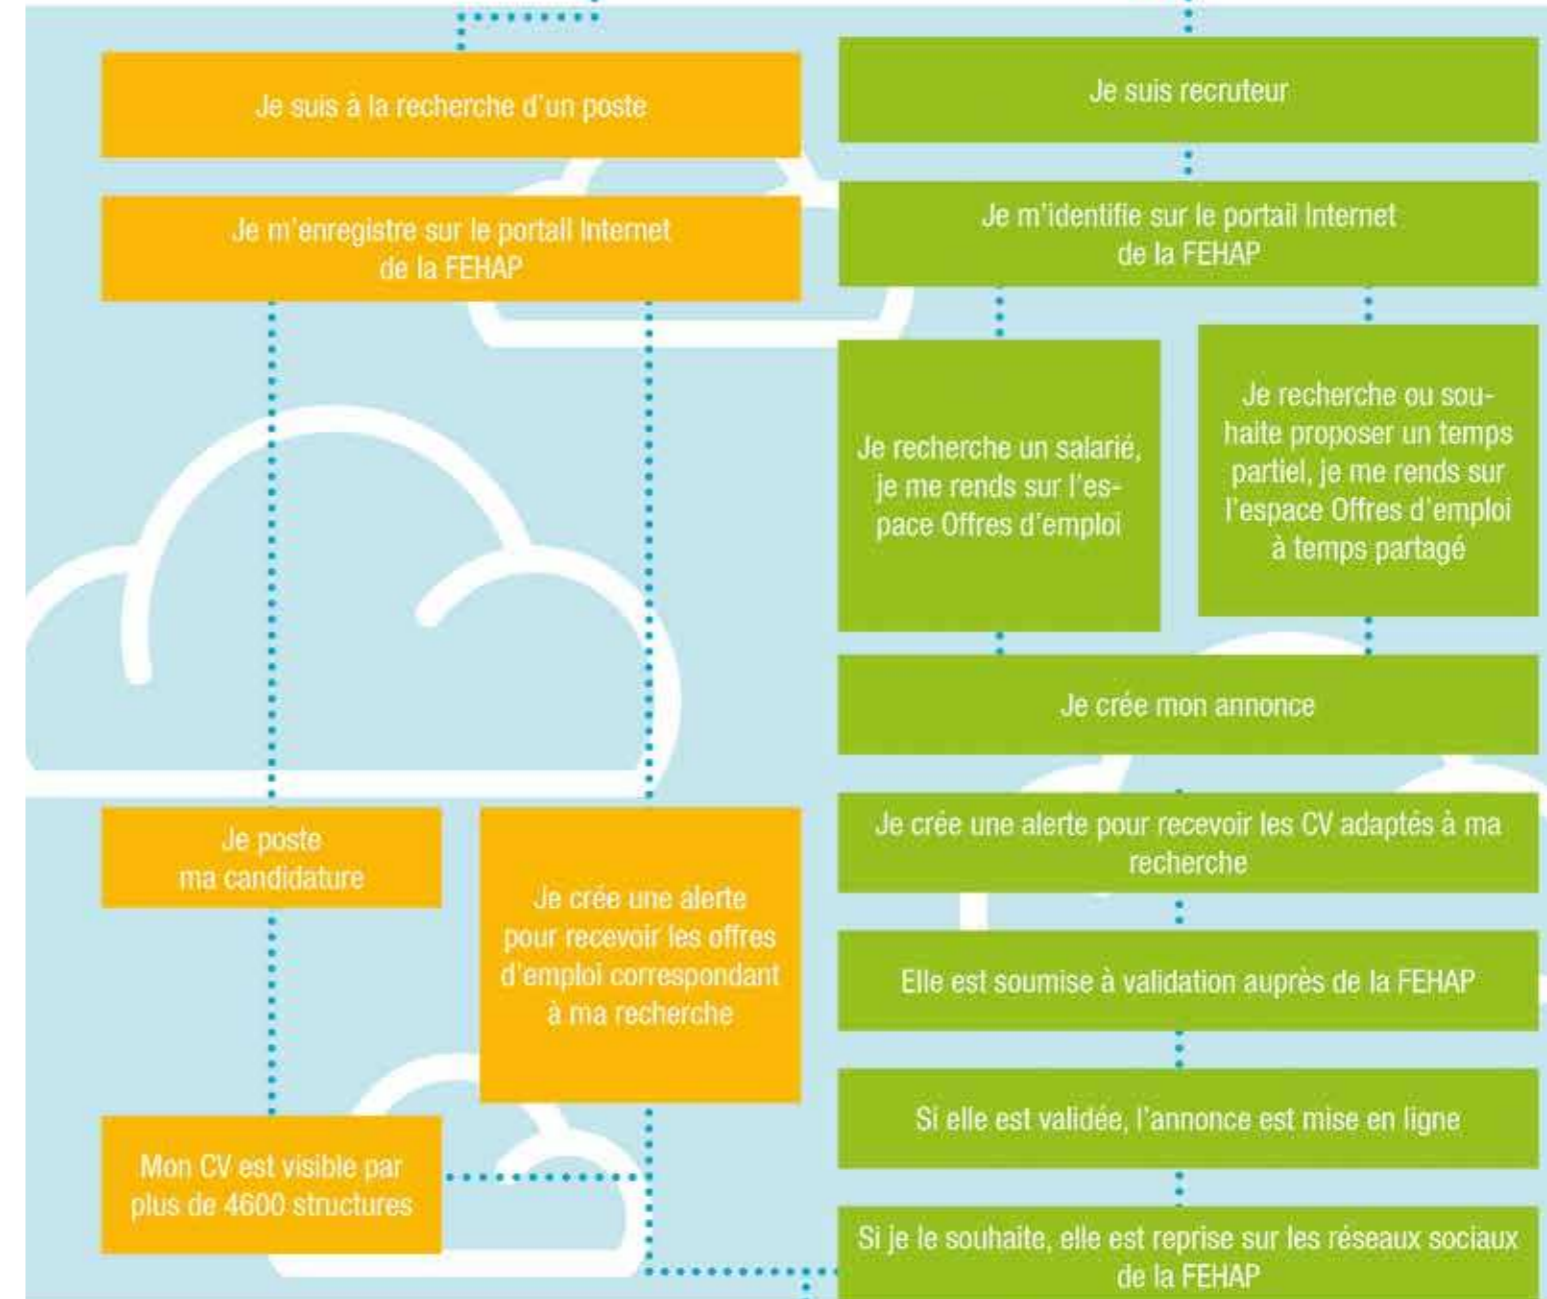 Je suis à la recherche d'un poste
Je m'enregistre sur le portail Internet
de la FEHAP
Je poste
ma candidature
Je crée une alerte
pour recevoir les offres
d'emploi correspondant
à ma recherche
Mon CV est visible par
plus de 4600 structures
Je suis recruteur
Je m'identifie sur le portail Internet
de la FEHAP
Je recherche un salarié,
je me rends sur l'es-
pace Offres d'emploi
Je recherche ou sou-
haite proposer un temps
partiel, je me rends sur
l'espace Offres d'emploi
à temps partagé
Je crée mon annonce
Je crée une alerte pour recevoir les CV adaptés à ma
recherche
Elle est soumise à validation auprès de la FEHAP
Si elle est validée, l'annonce est mise en ligne
Si je le souhaite, elle est reprise sur les réseaux sociaux
de la FEHAP